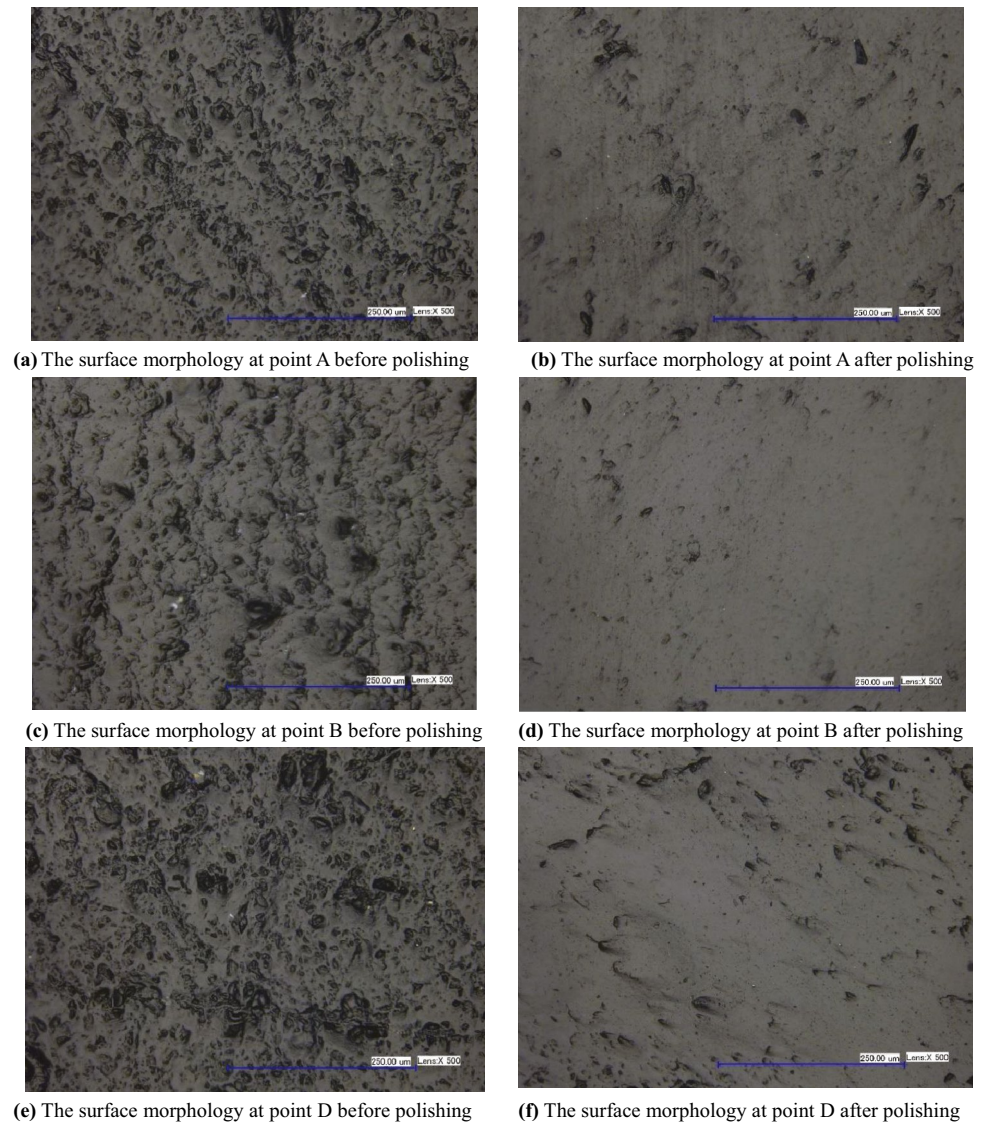 250.00 um Lens:X 500
250.00 um Lens:X 500
(a) The surface morphology at point A before polishing
(b) The surface morphology at point A after polishing
250.00 um Lens:X 500
250.00 um Lens:X 500
(c) The surface morphology at point B before polishing
(d) The surface morphology at point B after polishing
250.00 um Lens:X 500
250.00 um Lens:X 500
(e) The surface morphology at point D before polishing
(f) The surface morphology at point D after polishing